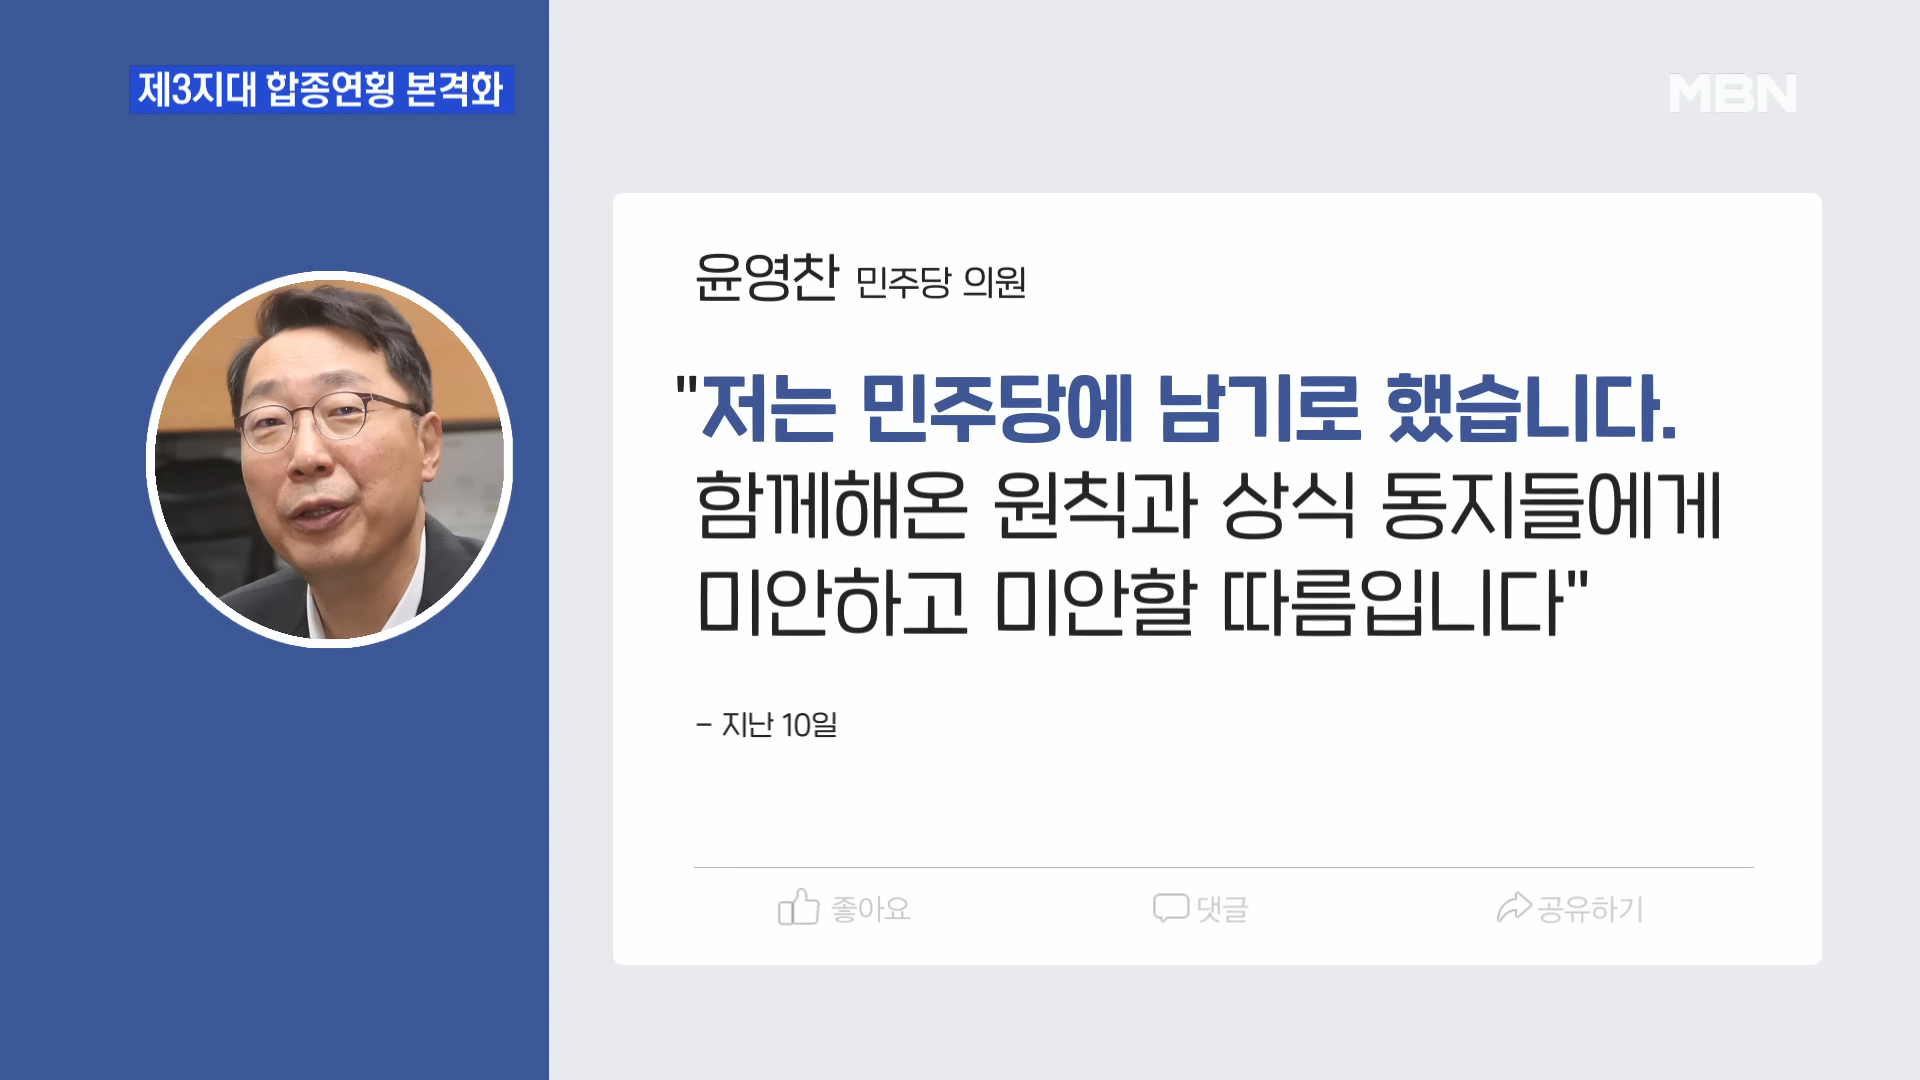 제3지대 합종연횡 본격화
MBN
윤영찬 민주당 의원
"저는 민주당에 남기로 했습니다.
함께해온 원칙과 상식 동지들에게
미안하고 미안할 따름입니다"
- 지난 10일
좋아요 댓글 공유하기